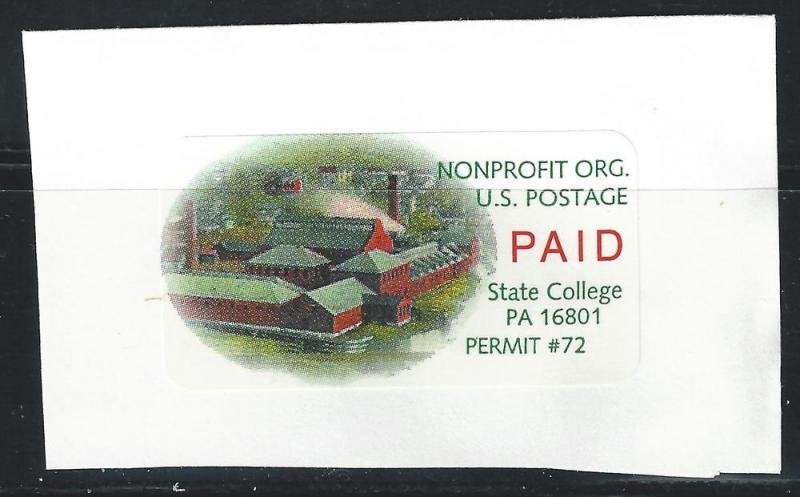 NONPROFIT ORG.
U.S. POSTAGE
PAID
State College
PA 16801
PERMIT #72